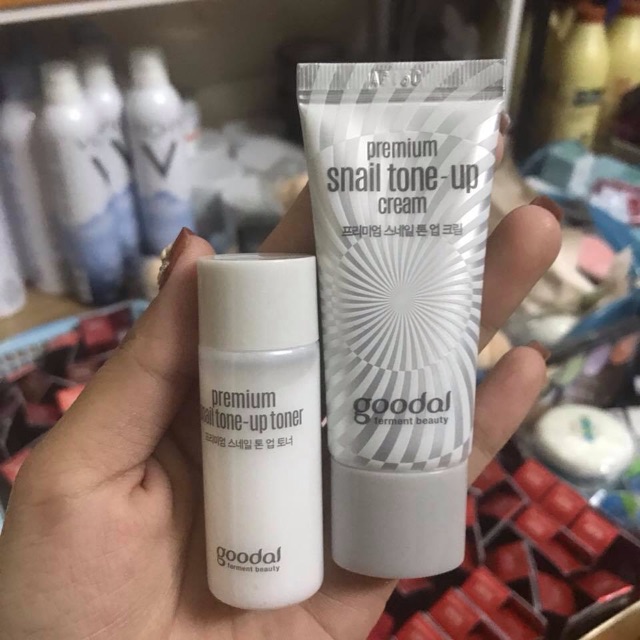 premium
snail tone-up
cream
프리미엄 스네일 톤 업 크림
goodal
ferment beauty
premium
snail tone-up toner
프리미엄 스네일 톤 업 토너
goodal
ferment beauty